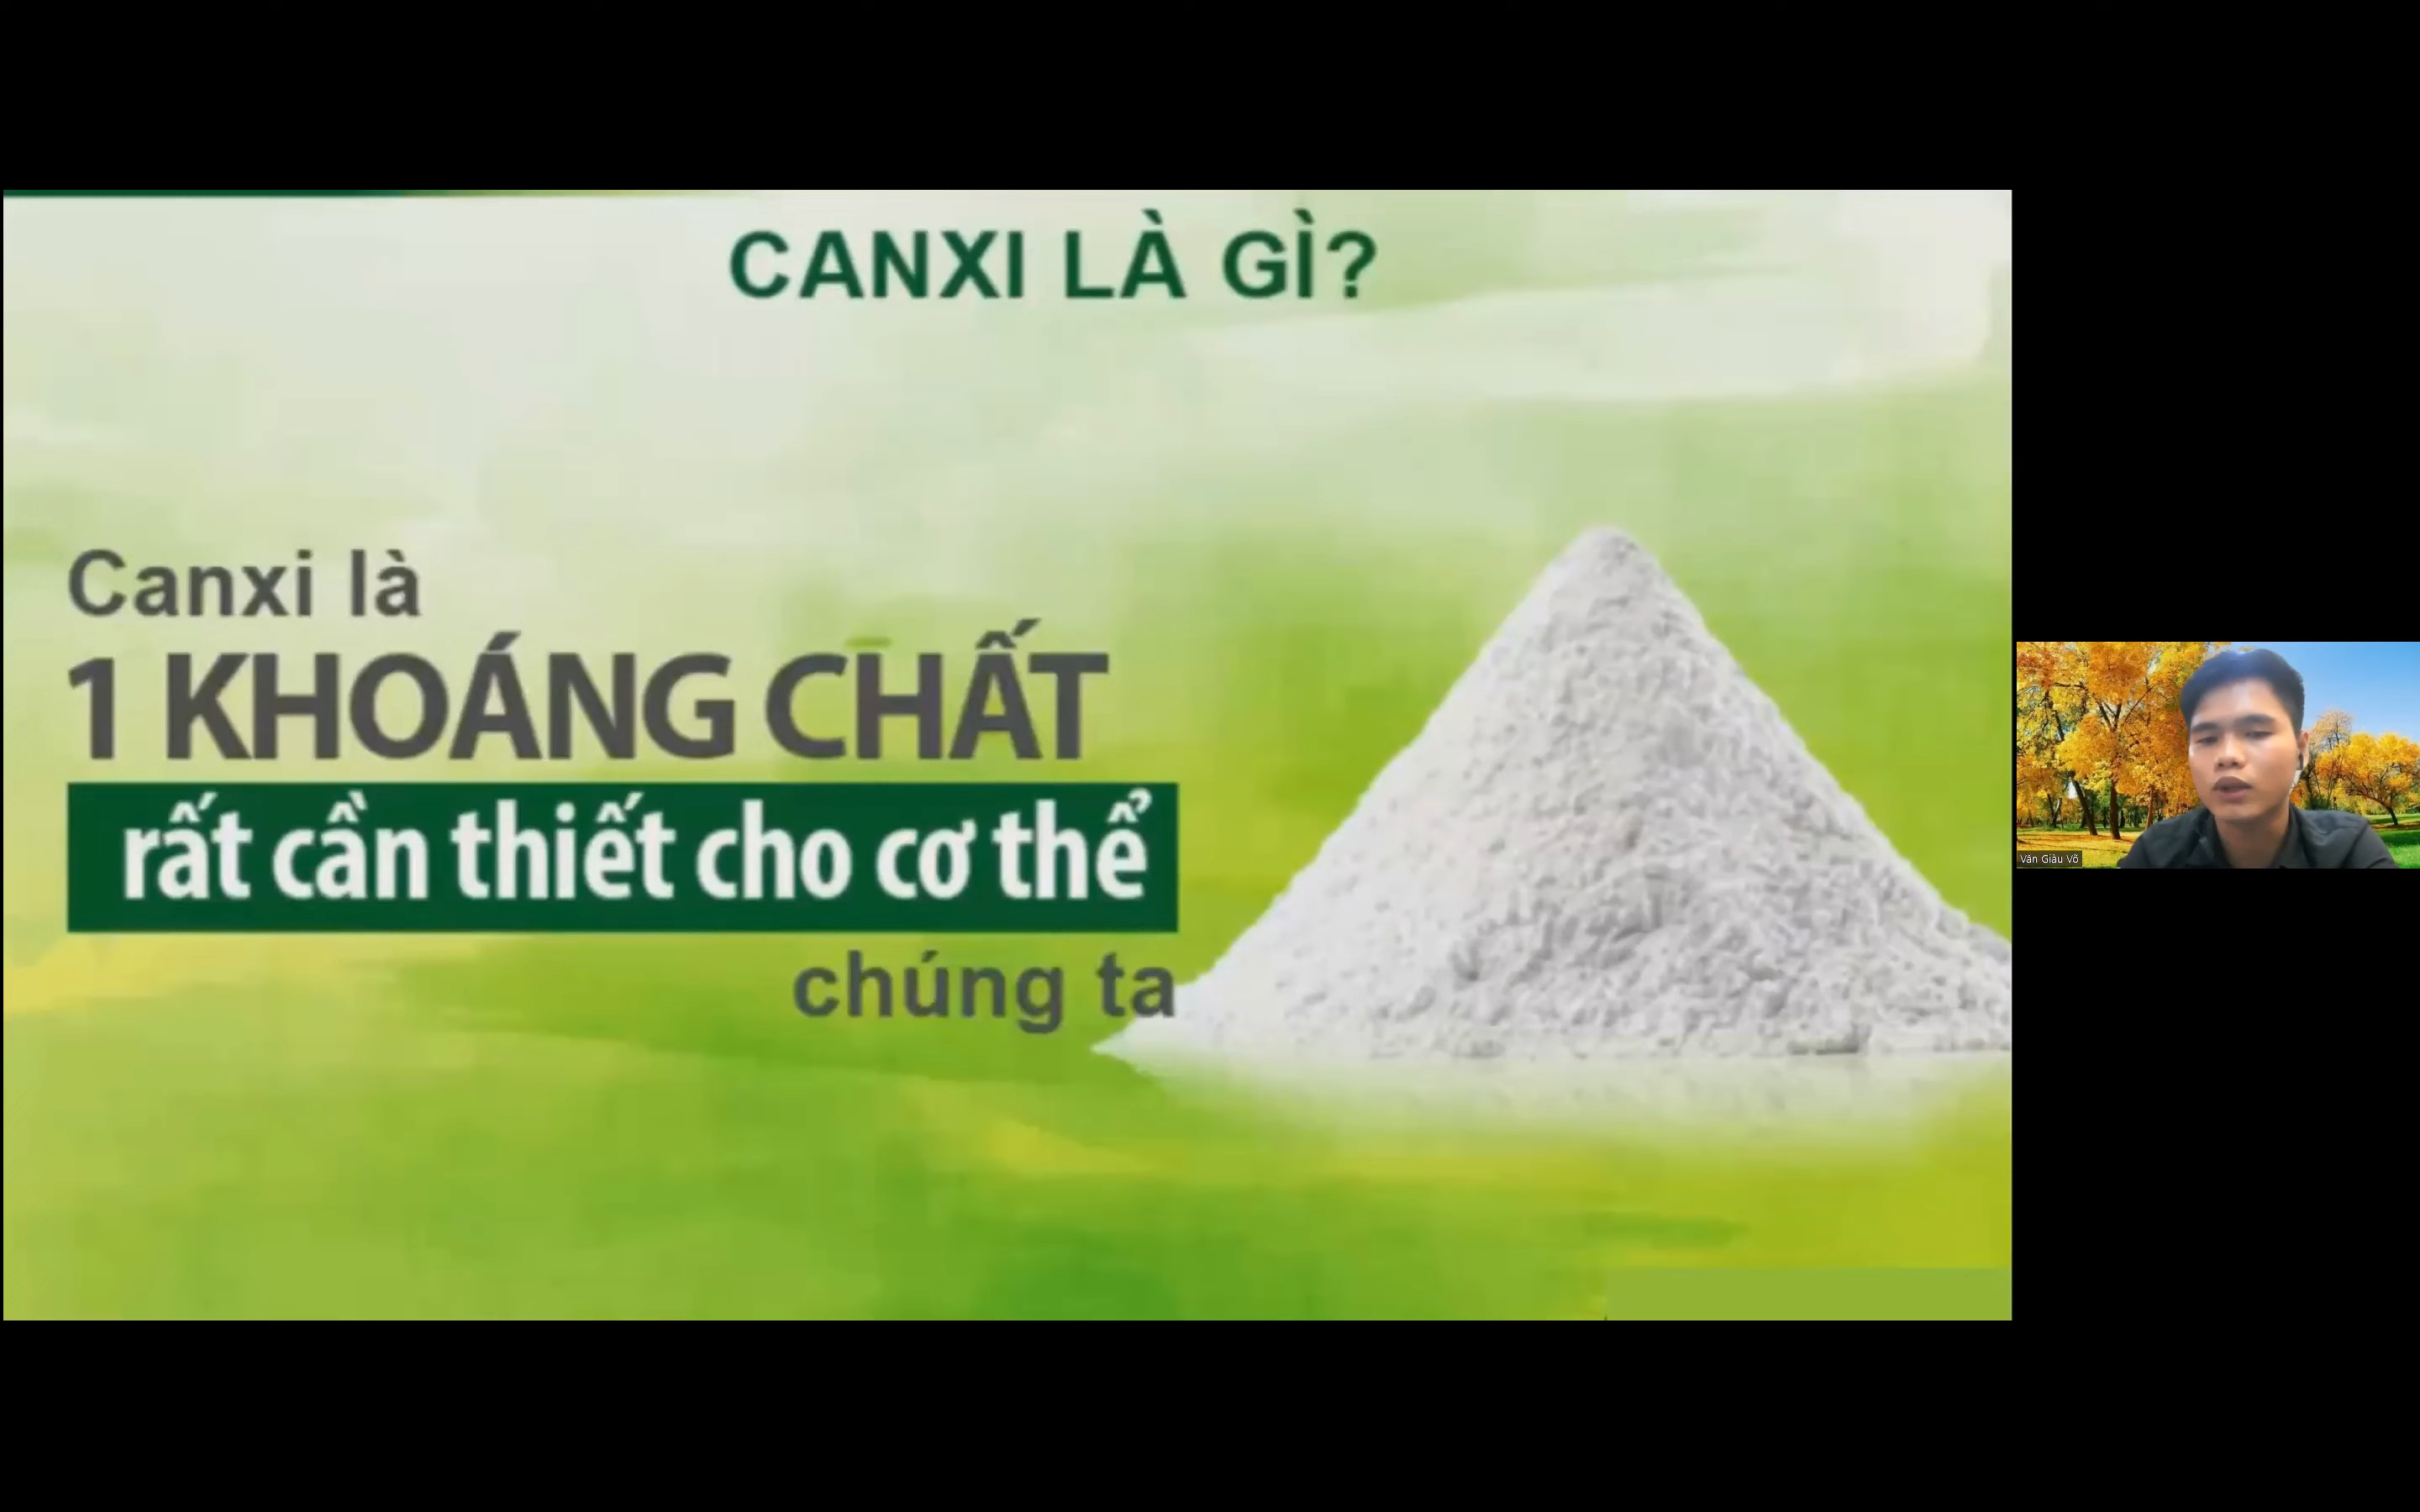 CANXI LÀ GÌ?
Canxi là
1 KHOÁNG CHẤT
rất cần thiết cho cơ thể
chúng ta
Văn Giàu Võ